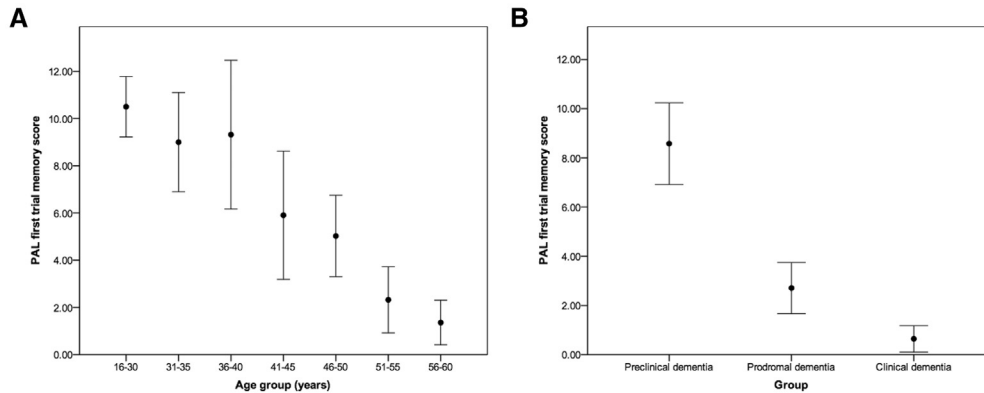 A
PAL first trial memory score
12.00
10.00
8.00
6.00
4.00
2.00
0.00
16-30 31-35 36-40 41-45 46-50 51-55 56-60
Age group (years)
B
PAL first trial memory score
12.00
10.00
8.00
6.00
4.00
2.00
0.00
Preclinical dementia Prodromal dementia Clinical dementia
Group